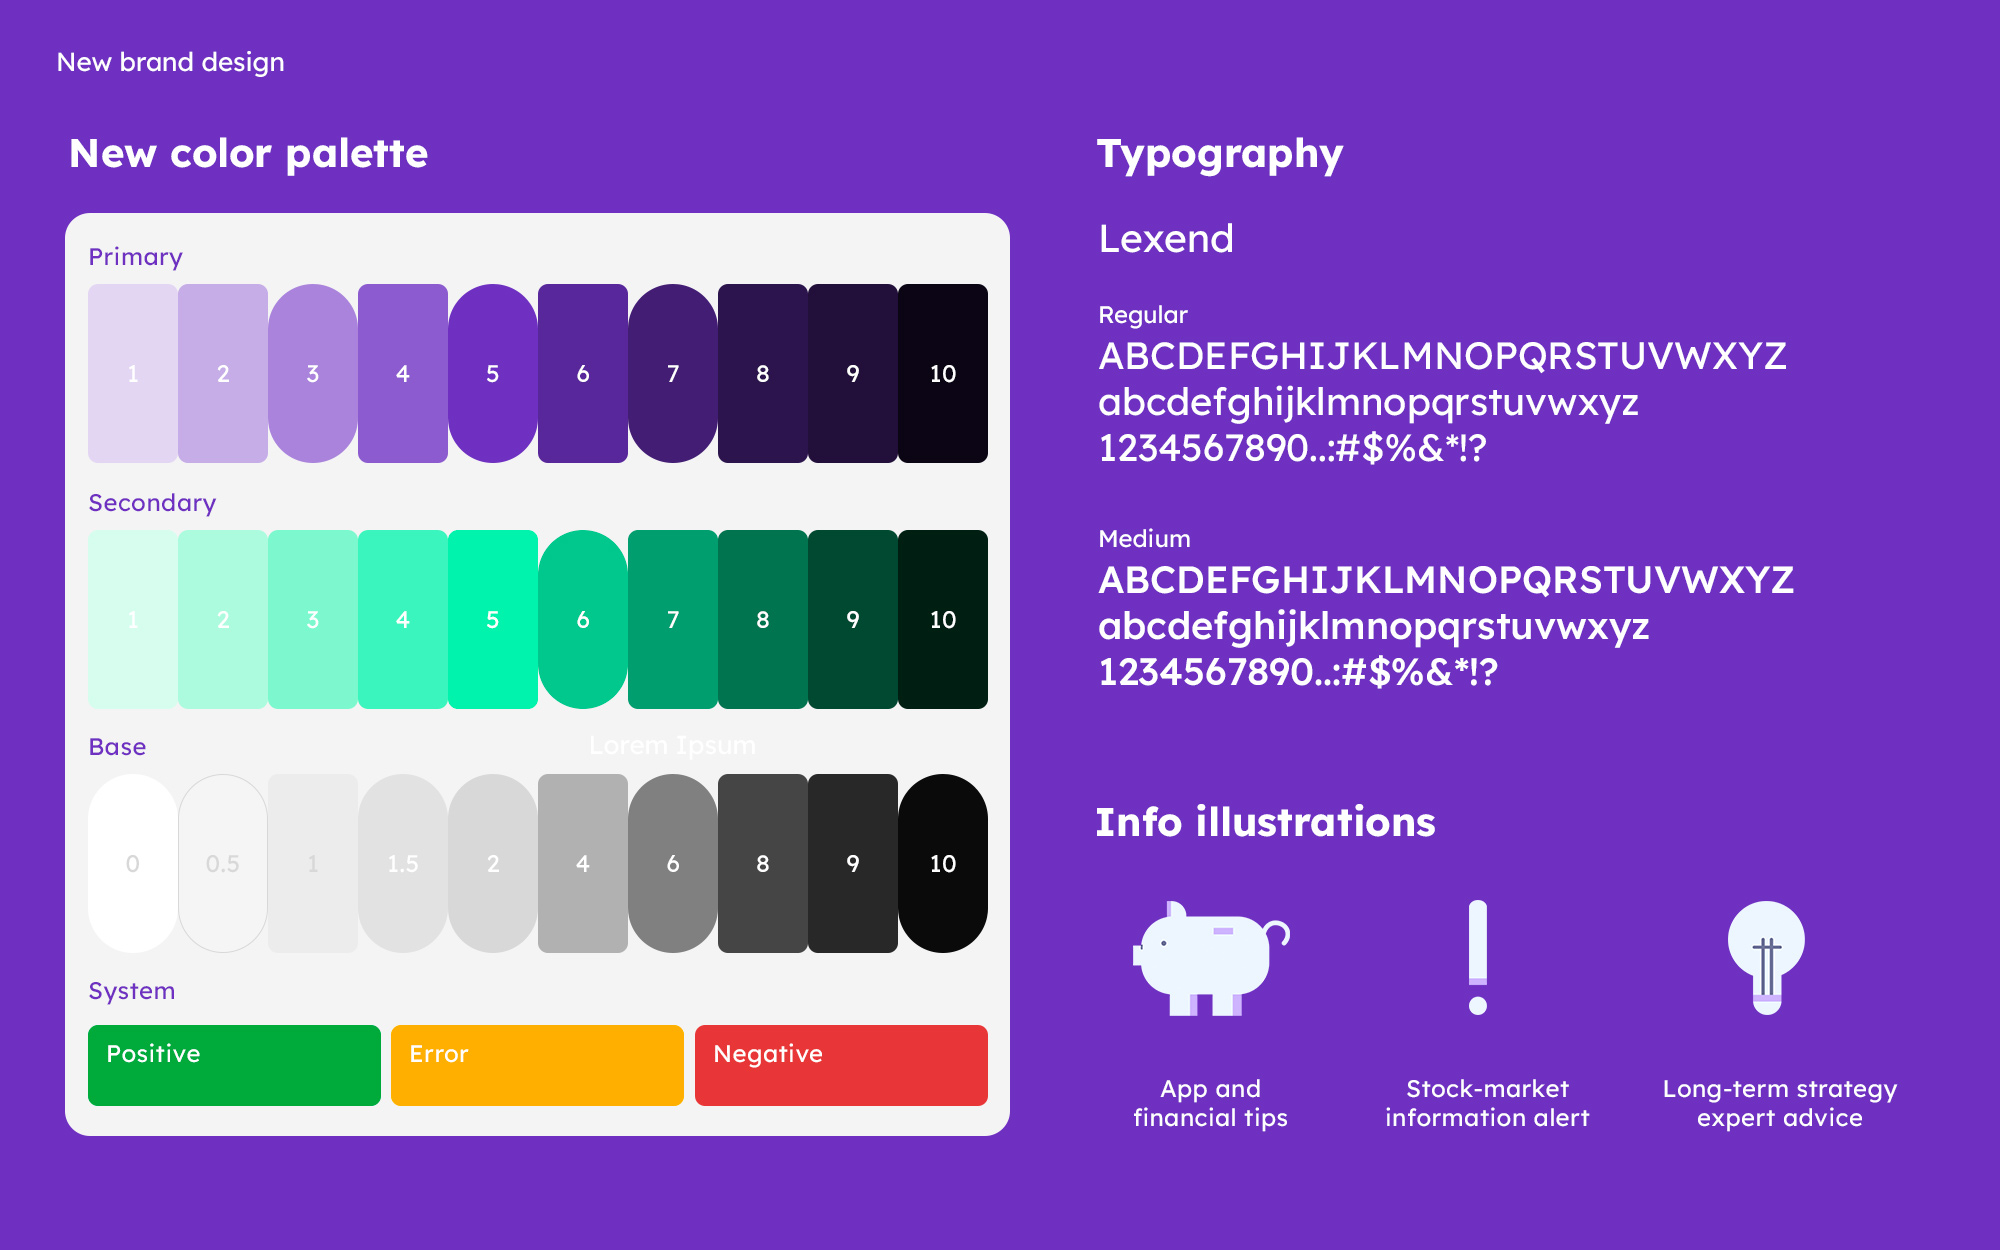 New brand design
New color palette
Primary
1 2 3 4 5 6 7 8 9 10
Secondary
1 2 3 4 5 6 7 8 9 10
Base
Lorem Ipsum
0 0.5 1 1.5 2 4 6 8 9 10
System
Positive
Error
Negative
Typography
Lexend
Regular
ABCDEFGHIJKLMNOPQRSTUVWXYZ
abcdefghijklmnopqrstuvwxyz
1234567890..:#$%&*!?
Medium
ABCDEFGHIJKLMNOPQRSTUVWXYZ
abcdefghijklmnopqrstuvwxyz
1234567890..:#$%&*!?
Info illustrations
App and
financial tips
Stock-market
information alert
Long-term strategy
expert advice